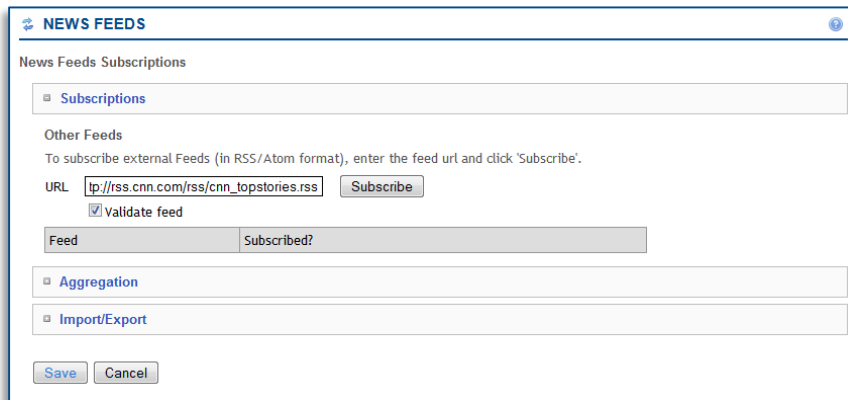 NEWS FEEDS
News Feeds Subscriptions
Subscriptions
Other Feeds
To subscribe external Feeds (in RSS/Atom format), enter the feed url and click 'Subscribe'.
URL tp://rss.cnn.com/rss/cnn_topstories.rss Subscribe
Validate feed
Feed Subscribed?
Aggregation
Import/Export
Save Cancel